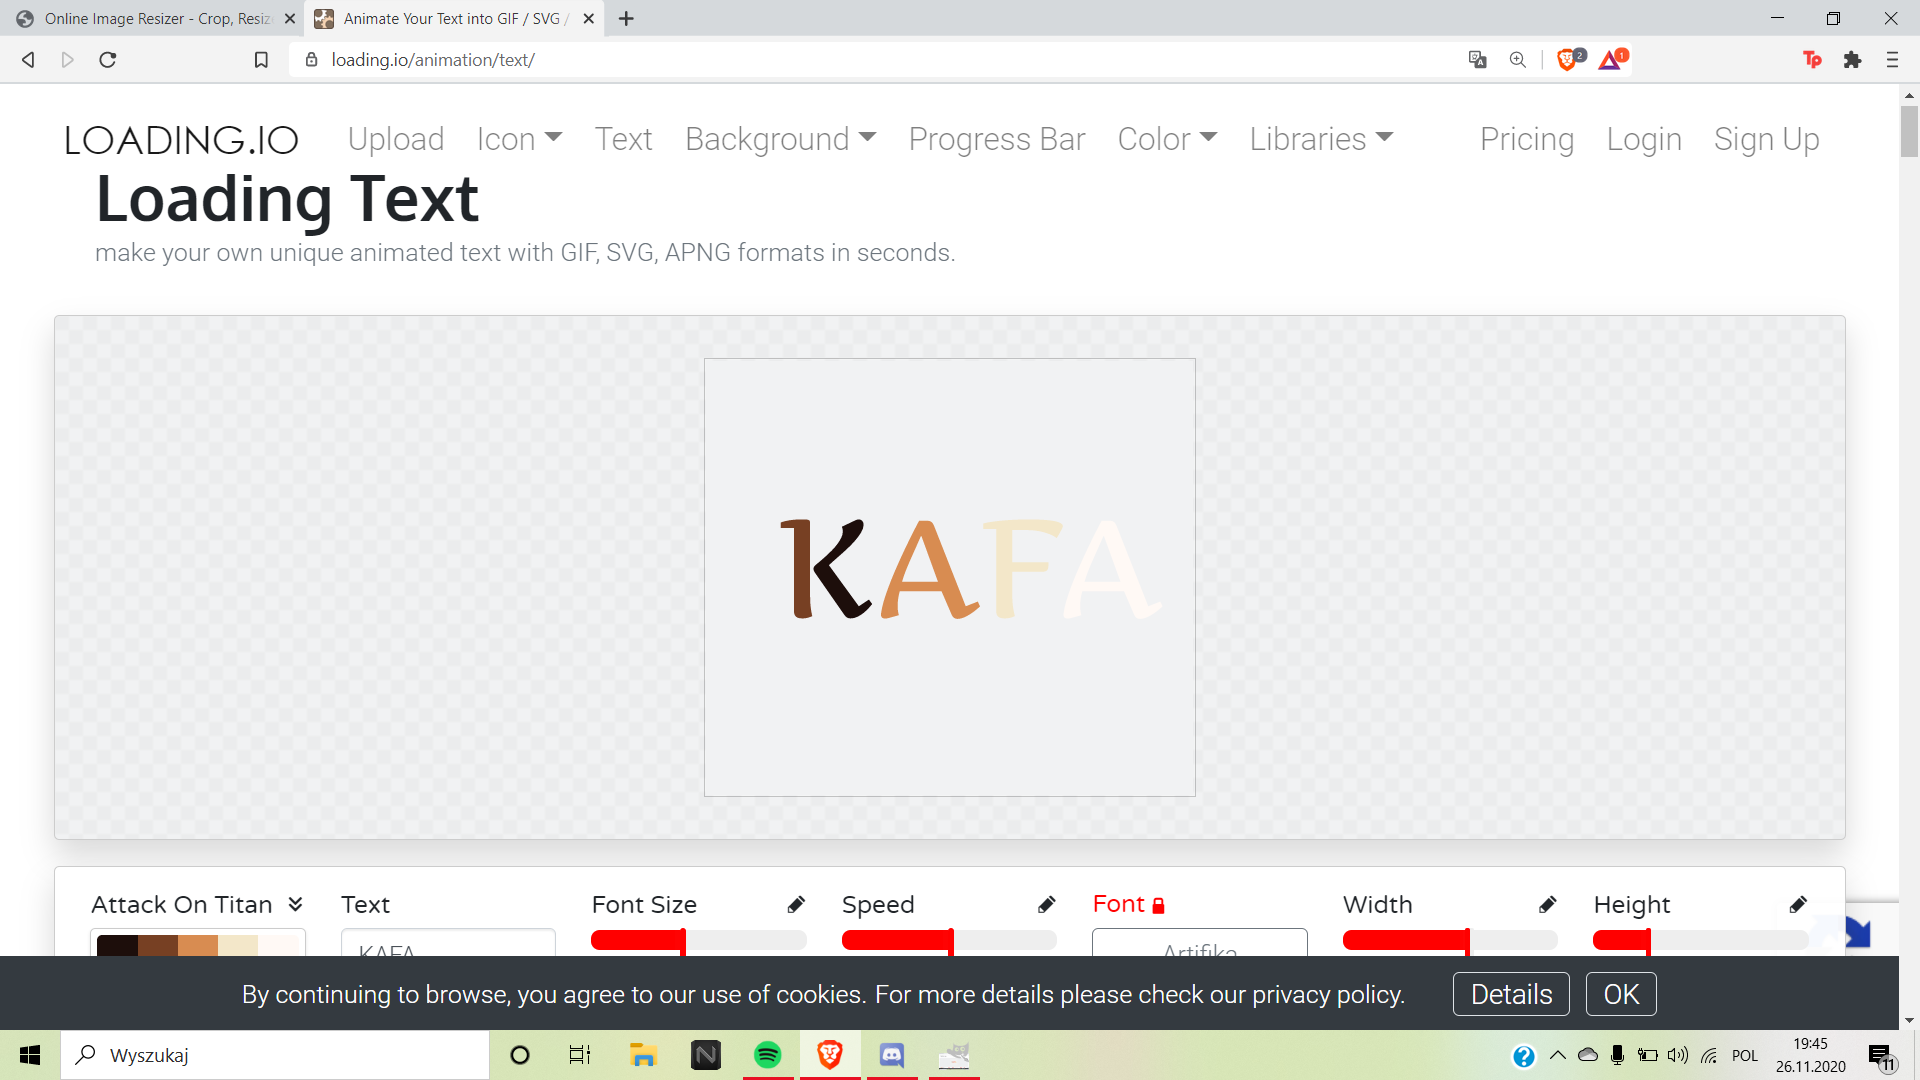 Online Image Resizer - Crop, Resiz
Animate Your Text into GIF / SVG /
loading.io/animation/text/
2
1
Tp
LOADING.IO
Upload
Icon
Text
Background
Progress Bar
Color
Libraries
Pricing
Login
Sign Up
Loading Text
make your own unique animated text with GIF, SVG, APNG formats in seconds.
KAFA
Attack On Titan
Text
Font Size
Speed
Font
Width
Height
KAFA
Artifika
By continuing to browse, you agree to our use of cookies. For more details please check our privacy policy.
Details
OK
Wyszukaj
N
?
POL
19:45
26.11.2020
11